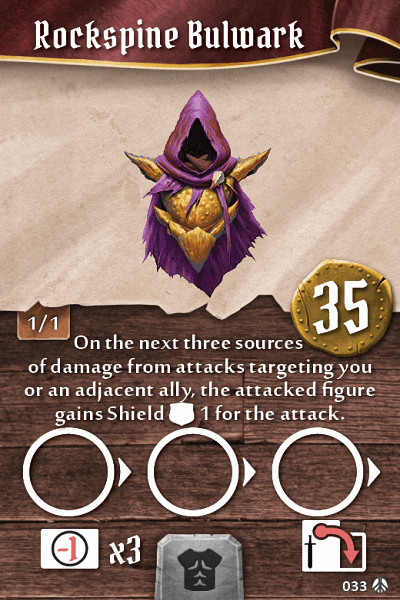 Rockspine Bulwark
35
1/1
On the next three sources
of damage from attacks targeting you
or an adjacent ally, the attacked figure
gains Shield 1 for the attack.
-1 x3
033